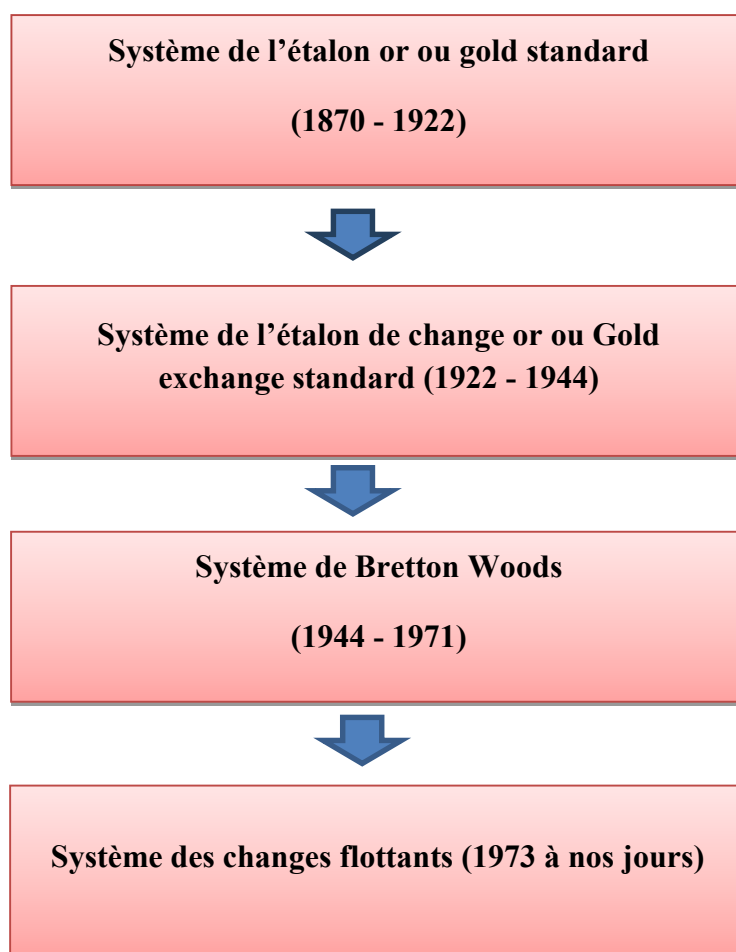 Système de l’étalon or ou gold standard
(1870 - 1922)
Système de l’étalon de change or ou Gold
exchange standard (1922 - 1944)
Système de Bretton Woods
(1944 - 1971)
Système des changes flottants (1973 à nos jours)